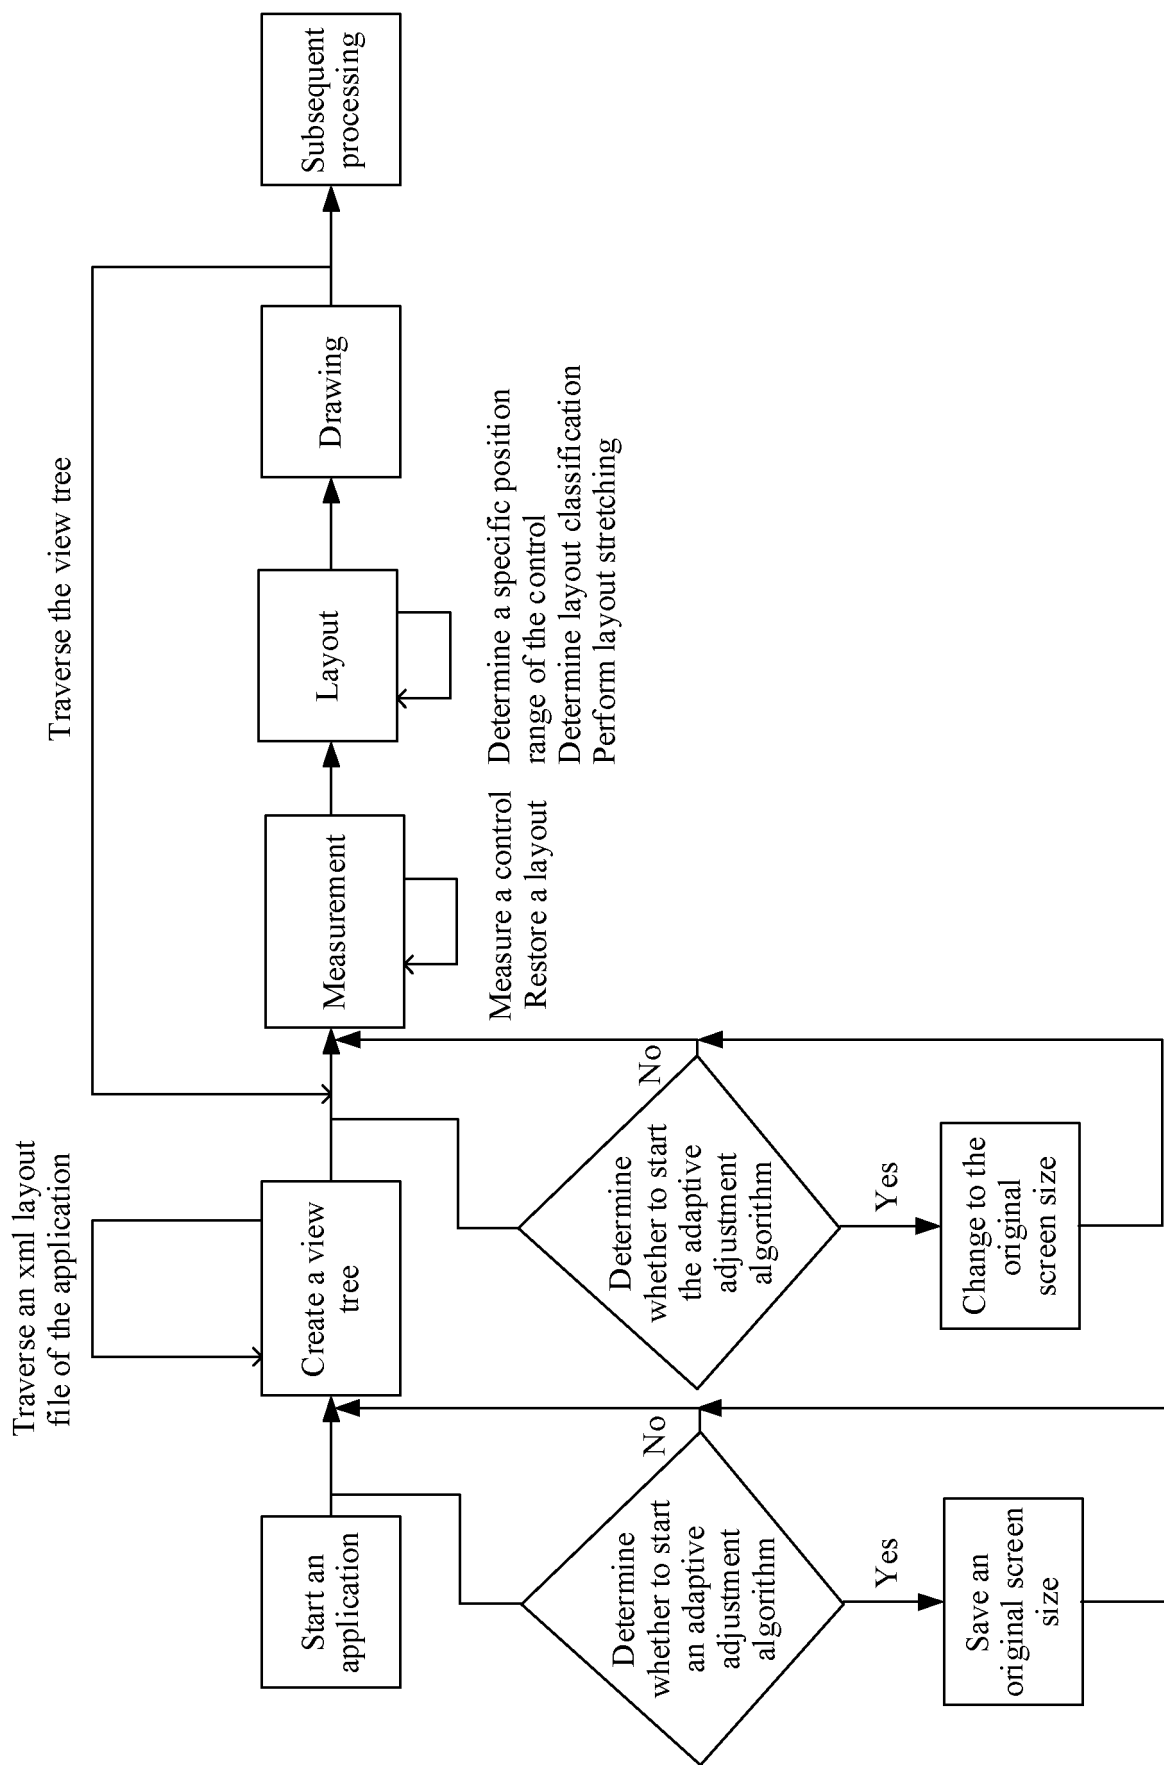 Traverse an xml layout
file of the application
Traverse the view tree
Start an
application
Create a view
tree
Measurement
Layout
Drawing
Subsequent
processing
Measure a control
Restore a layout
Determine a specific position
range of the control
Determine layout classification
Perform layout stretching
Determine
whether to start
an adaptive
adjustment
algorithm
No
Yes
Save an
original screen
size
Determine
whether to start
the adaptive
adjustment
algorithm
No
Yes
Change to the
original
screen size